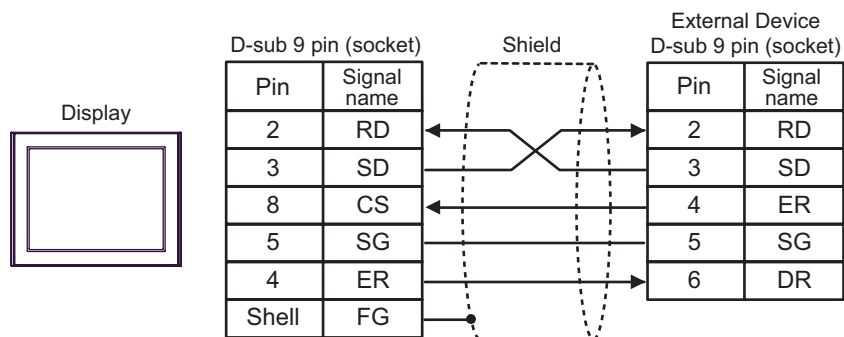 External Device
D-sub 9 pin (socket) Shield D-sub 9 pin (socket)
Display
Pin Signal name Pin Signal name
2 RD 2 RD
3 SD 3 SD
8 CS 4 ER
5 SG 5 SG
4 ER 6 DR
Shell FG